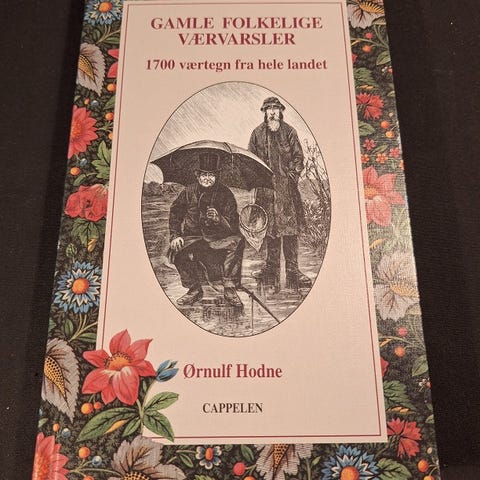 GAMLE FOLKELIGE
VÆRVARSLER
1700 værtegn fra hele landet
Ørnulf Hodne
CAPPELEN